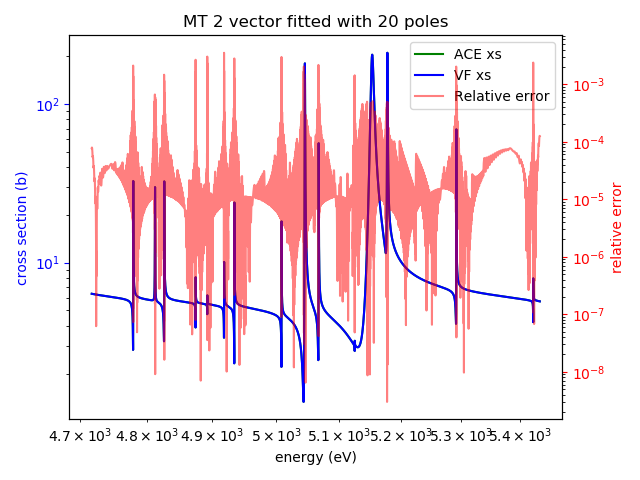 MT 2 vector fitted with 20 poles
ACE xs
VF xs
Relative error
10²
10¹
cross section (b)
10⁻³
10⁻⁴
10⁻⁵
10⁻⁶
10⁻⁷
10⁻⁸
relative error
4.7 × 10³ 4.8 × 10³ 4.9 × 10³ 5 × 10³ 5.1 × 10³ 5.2 × 10³ 5.3 × 10³ 5.4 × 10³
energy (eV)